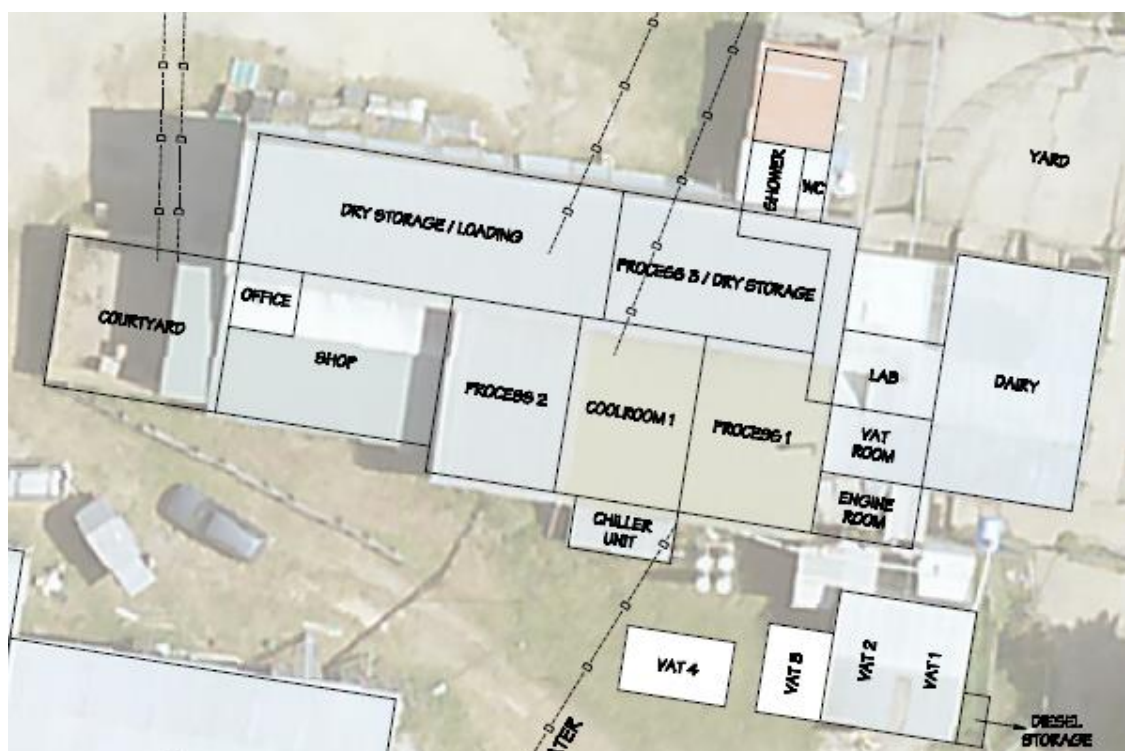 YARD
SHOWER
WC
DRY STORAGE / LOADING
PROCESS 3 / DRY STORAGE
OFFICE
COURTYARD
SHOP
LAB
DAIRY
PROCESS 2
COOLROOM 1
PROCESS 1
VAT
ROOM
ENGINE
ROOM
CHILLER
UNIT
VAT 4
VAT 3
VAT 2
VAT 1
DIESEL
STORAGE